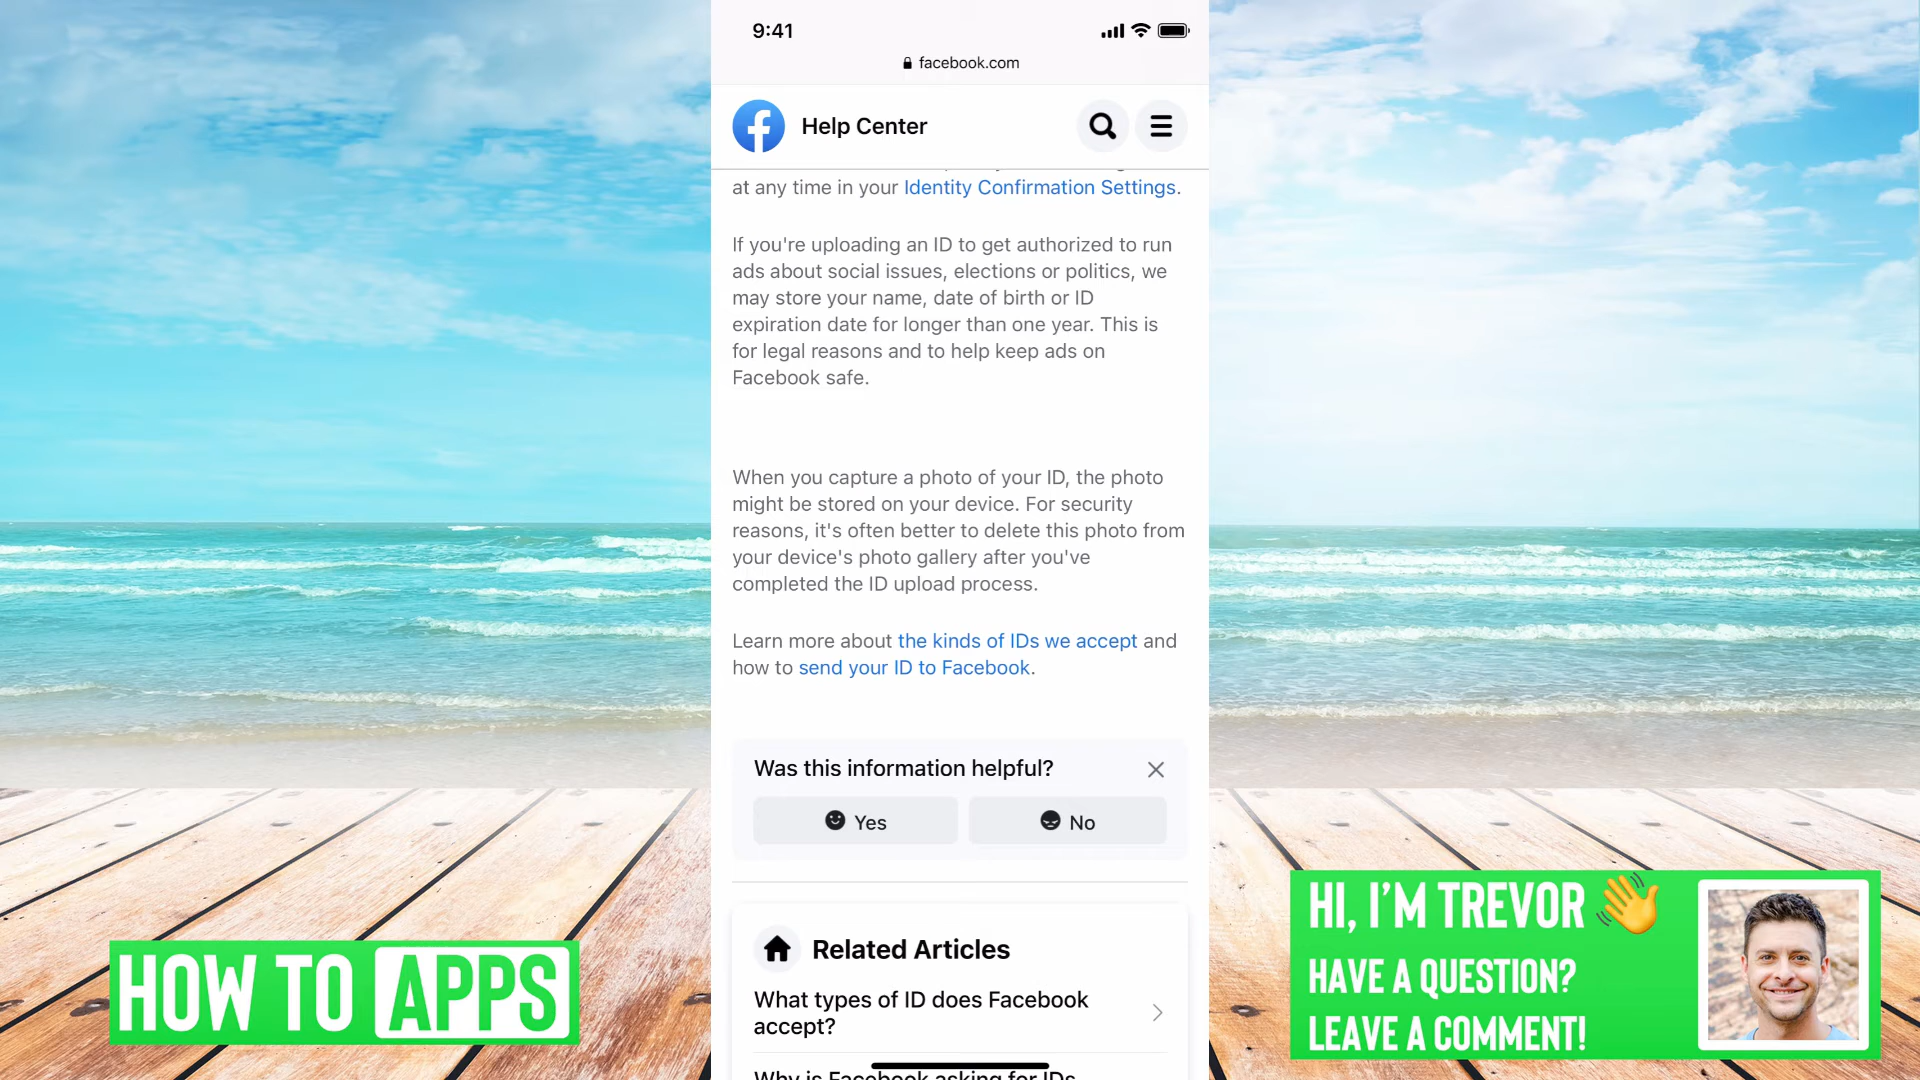 9:41
facebook.com
Help Center
at any time in your Identity Confirmation Settings.
If you're uploading an ID to get authorized to run
ads about social issues, elections or politics, we
may store your name, date of birth or ID
expiration date for longer than one year. This is
for legal reasons and to help keep ads on
Facebook safe.
When you capture a photo of your ID, the photo
might be stored on your device. For security
reasons, it's often better to delete this photo from
your device's photo gallery after you've
completed the ID upload process.
Learn more about the kinds of IDs we accept and
how to send your ID to Facebook.
Was this information helpful?
Yes
No
Related Articles
What types of ID does Facebook
accept?
Why is Facebook asking for IDs
HOW TO APPS
HI, I'M TREVOR
HAVE A QUESTION?
LEAVE A COMMENT!